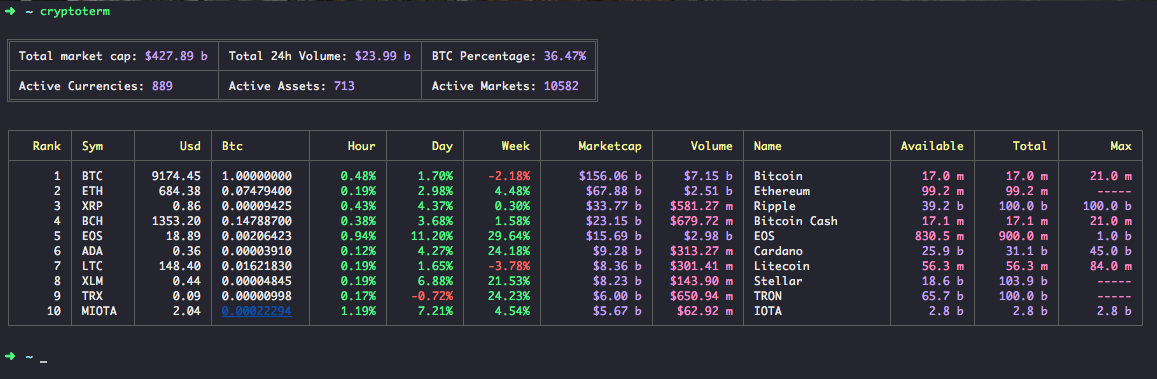 ➜ ~ cryptoterm
Total market cap: $427.89 b Total 24h Volume: $23.99 b BTC Percentage: 36.47%
Active Currencies: 889 Active Assets: 713 Active Markets: 10582
Rank Sym Usd Btc Hour Day Week Marketcap Volume Name Available Total Max
1 BTC 9174.45 1.00000000 0.48% 1.70% -2.18% $156.06 b $7.15 b Bitcoin 17.0 m 17.0 m 21.0 m
2 ETH 684.38 0.07479400 0.19% 2.98% 4.48% $67.88 b $2.51 b Ethereum 99.2 m 99.2 m -----
3 XRP 0.86 0.00009425 0.43% 4.37% 0.30% $33.77 b $581.27 m Ripple 39.2 b 100.0 b 100.0 b
4 BCH 1353.20 0.14788700 0.38% 3.68% 1.58% $23.15 b $679.72 m Bitcoin Cash 17.1 m 17.1 m 21.0 m
5 EOS 18.89 0.00206423 0.94% 11.20% 29.64% $15.69 b $2.98 b EOS 830.5 m 900.0 m 1.0 b
6 ADA 0.36 0.00003910 0.12% 4.27% 24.18% $9.28 b $313.27 m Cardano 25.9 b 31.1 b 45.0 b
7 LTC 148.40 0.01621830 0.19% 1.65% -3.78% $8.36 b $301.41 m Litecoin 56.3 m 56.3 m 84.0 m
8 XLM 0.44 0.00004845 0.19% 6.88% 21.53% $8.23 b $143.90 m Stellar 18.6 b 103.9 b -----
9 TRX 0.09 0.00000998 0.17% -0.72% 24.23% $6.00 b $650.94 m TRON 65.7 b 100.0 b -----
10 MIOTA 2.04 0.00022294 1.19% 7.21% 4.54% $5.67 b $62.92 m IOTA 2.8 b 2.8 b 2.8 b
➜ ~ _